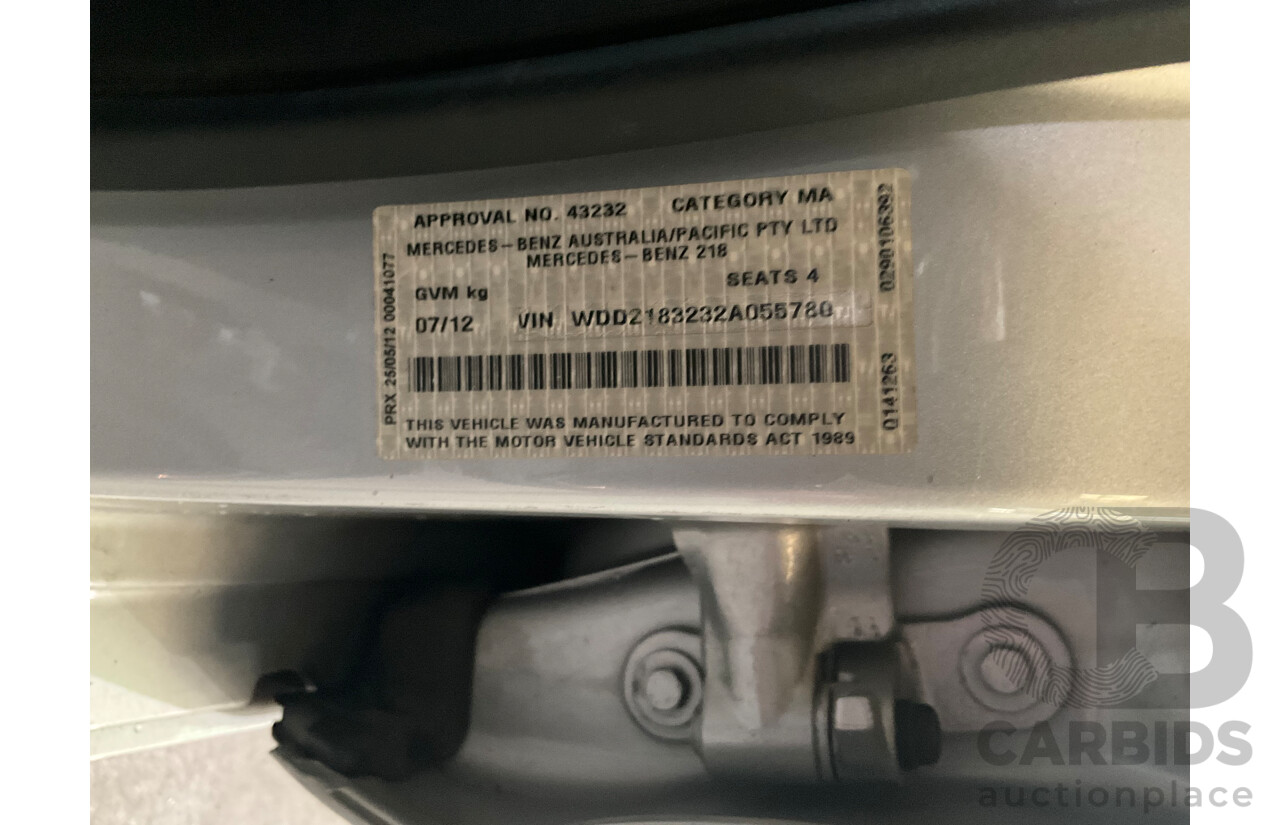 APPROVAL NO. 43232 CATEGORY MA
MERCEDES-BENZ AUSTRALIA/PACIFIC PTY LTD
MERCEDES-BENZ 218
SEATS 4
GVM kg
07/12 VIN WDD2183232A055780
THIS VEHICLE WAS MANUFACTURED TO COMPLY
WITH THE MOTOR VEHICLE STANDARDS ACT 1989
PRX 25/05/12 00041077
0290106392
Q141263
CB
CARBIDS
auctionplace